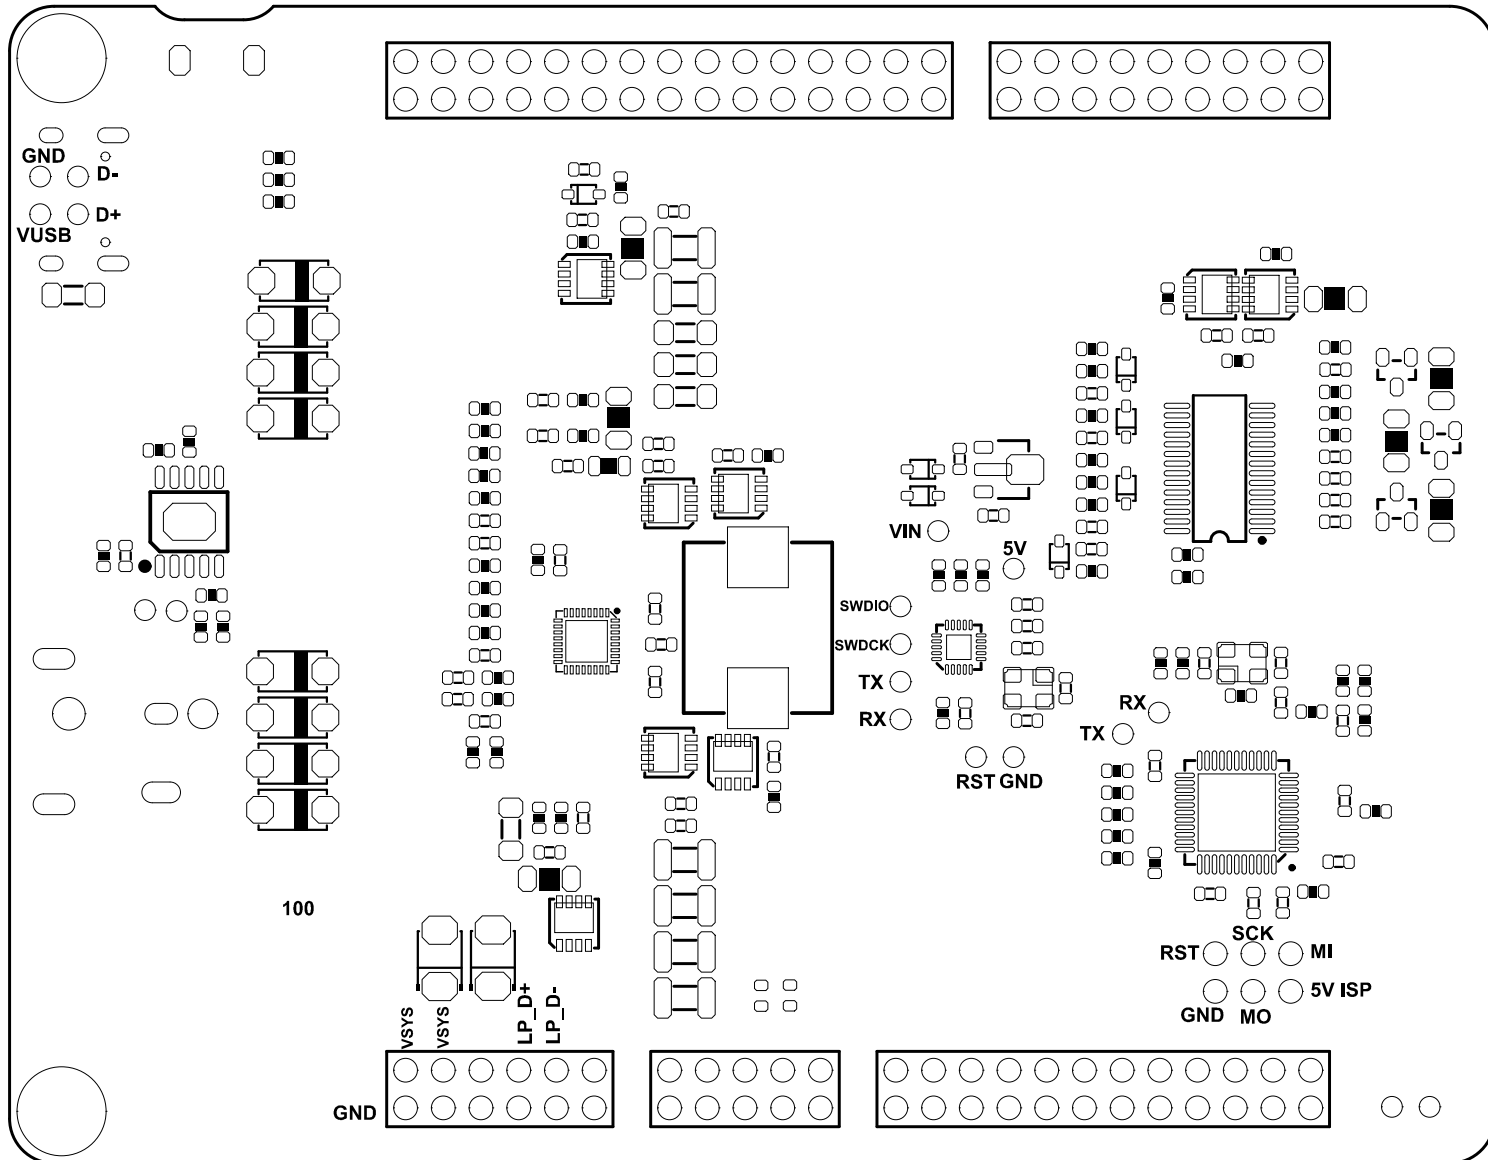 GND
D-
D+
VUSB
VIN
5V
SWDIO
SWDCK
TX
RX
RST GND
RX
TX
100
SCK
RST
MI
5V ISP
GND
MO
VSYS
VSYS
LP_D+
LP_D-
GND